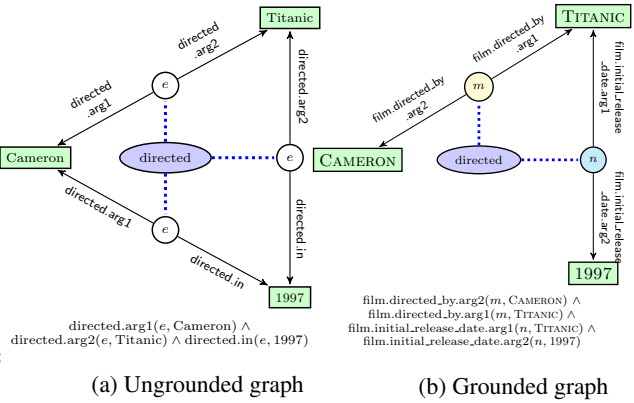 Titanic
directed
.arg2
e
directed
.arg1
directed.arg2
Cameron
directed
e
directed.arg1
directed.in
e
directed.in
1997
directed.arg1(e, Cameron) ∧
directed.arg2(e, Titanic) ∧ directed.in(e, 1997)
(a) Ungrounded graph
TITANIC
film.directed_by
.arg1
m
film.directed_by
.arg2
film.initial_release
_date.arg1
CAMERON
directed
n
film.initial_release
_date.arg2
1997
film.directed_by.arg2(m, CAMERON) ∧
film.directed_by.arg1(m, TITANIC) ∧
film.initial_release_date.arg1(n, TITANIC) ∧
film.initial_release_date.arg2(n, 1997)
(b) Grounded graph